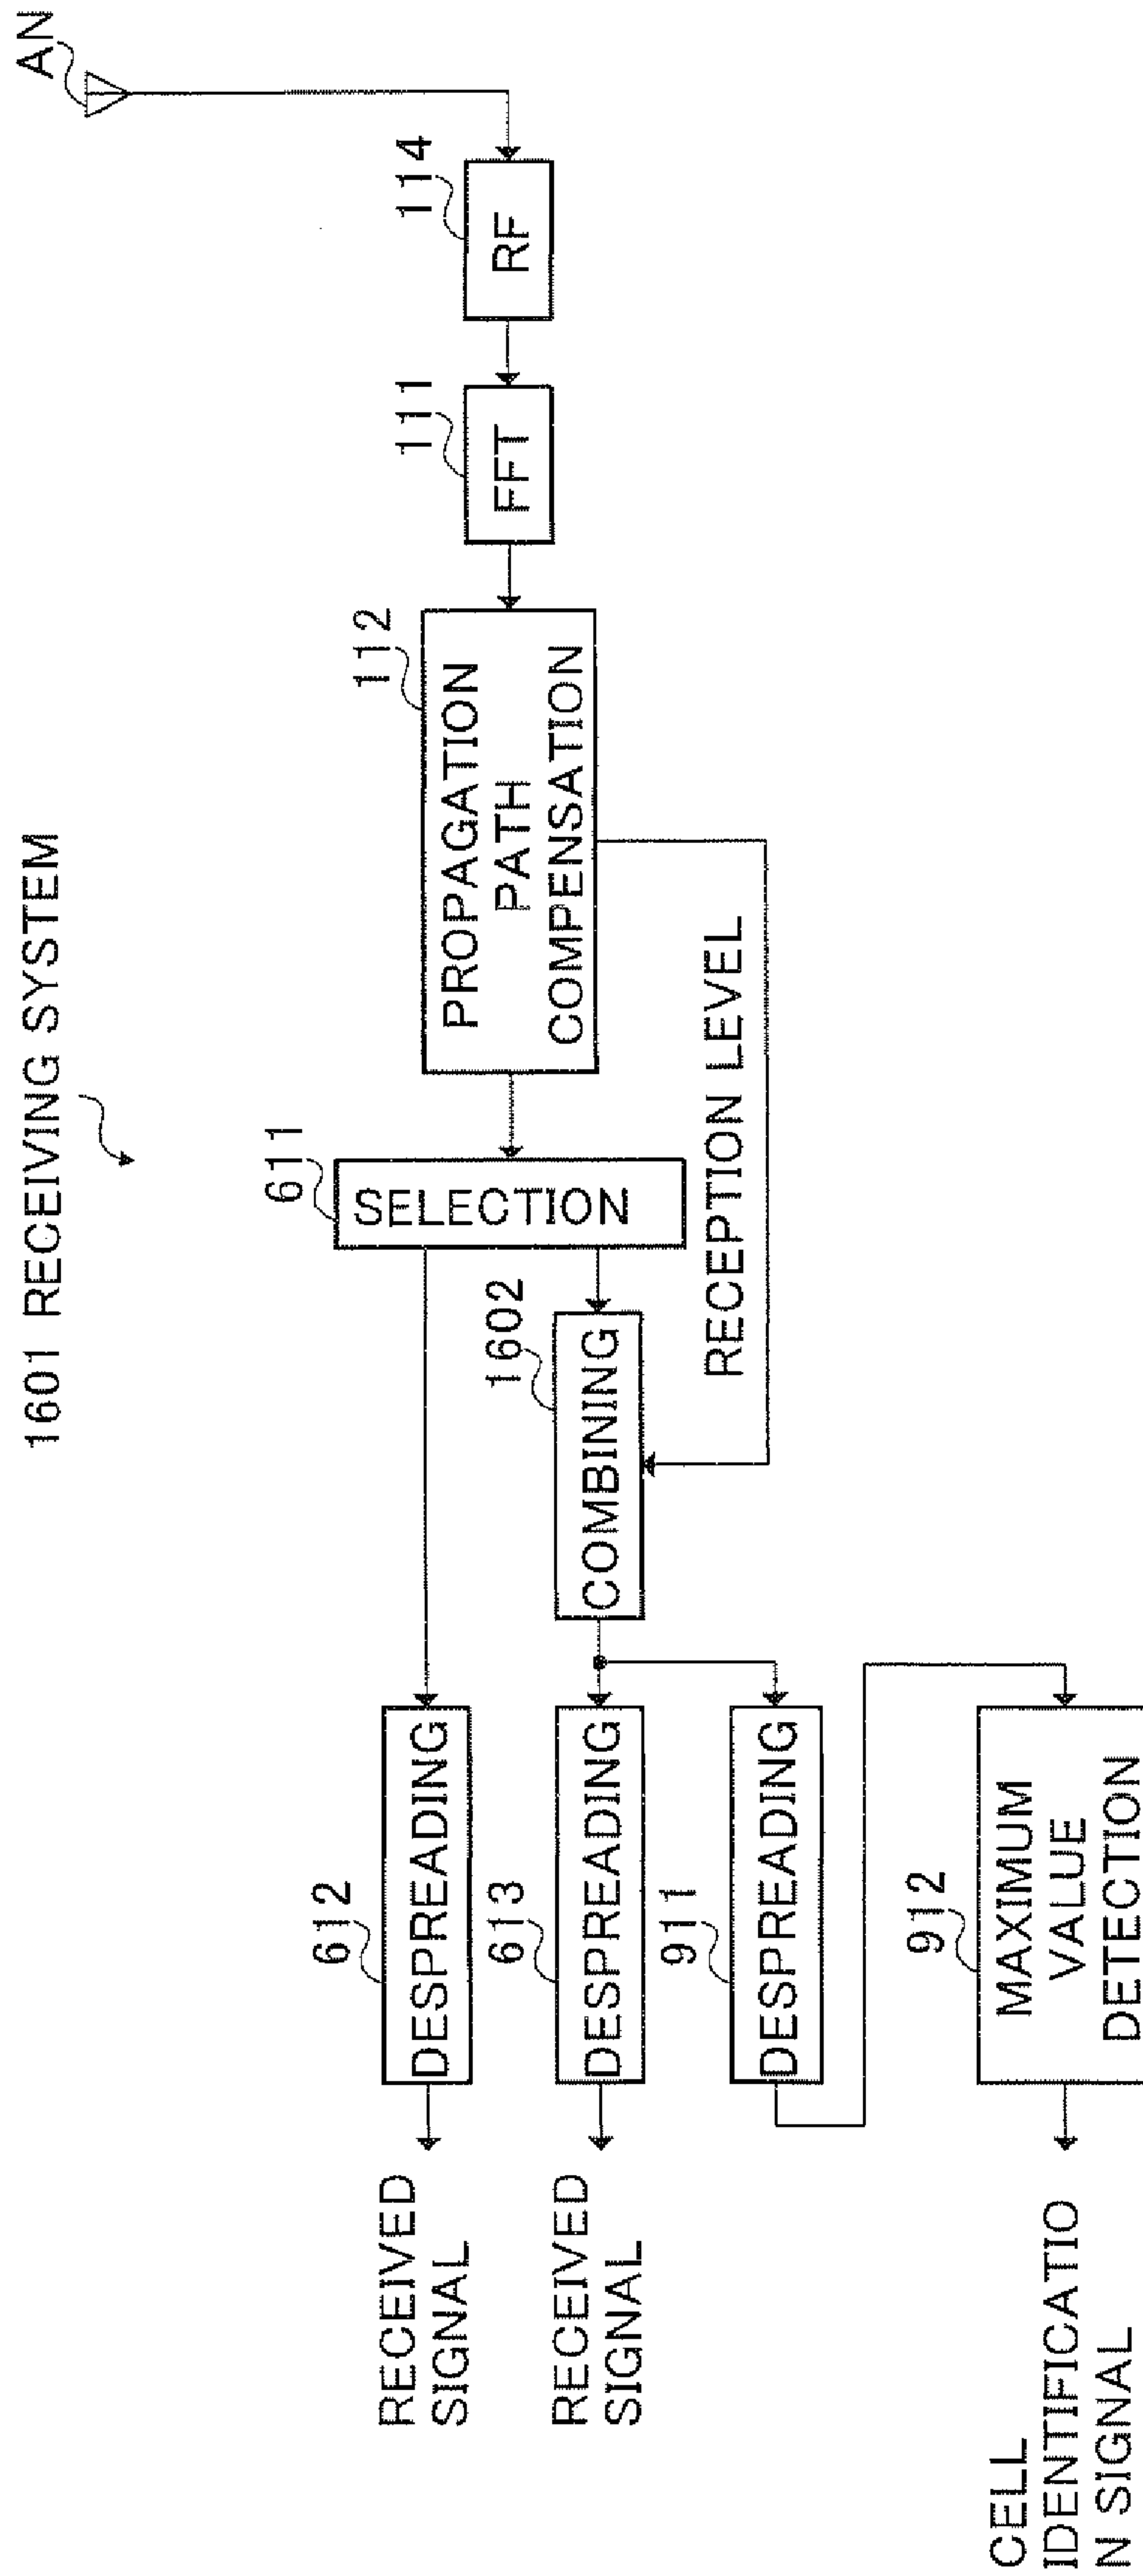 1601 RECEIVING SYSTEM
AN
114
RF
111
FFT
112
PROPAGATION
PATH
COMPENSATION
RECEPTION LEVEL
611
SELECTION
1602
COMBINING
612
DESPREADING
RECEIVED
SIGNAL
613
DESPREADING
RECEIVED
SIGNAL
911
DESPREADING
912
MAXIMUM
VALUE
DETECTION
CELL
IDENTIFICATIO
N SIGNAL